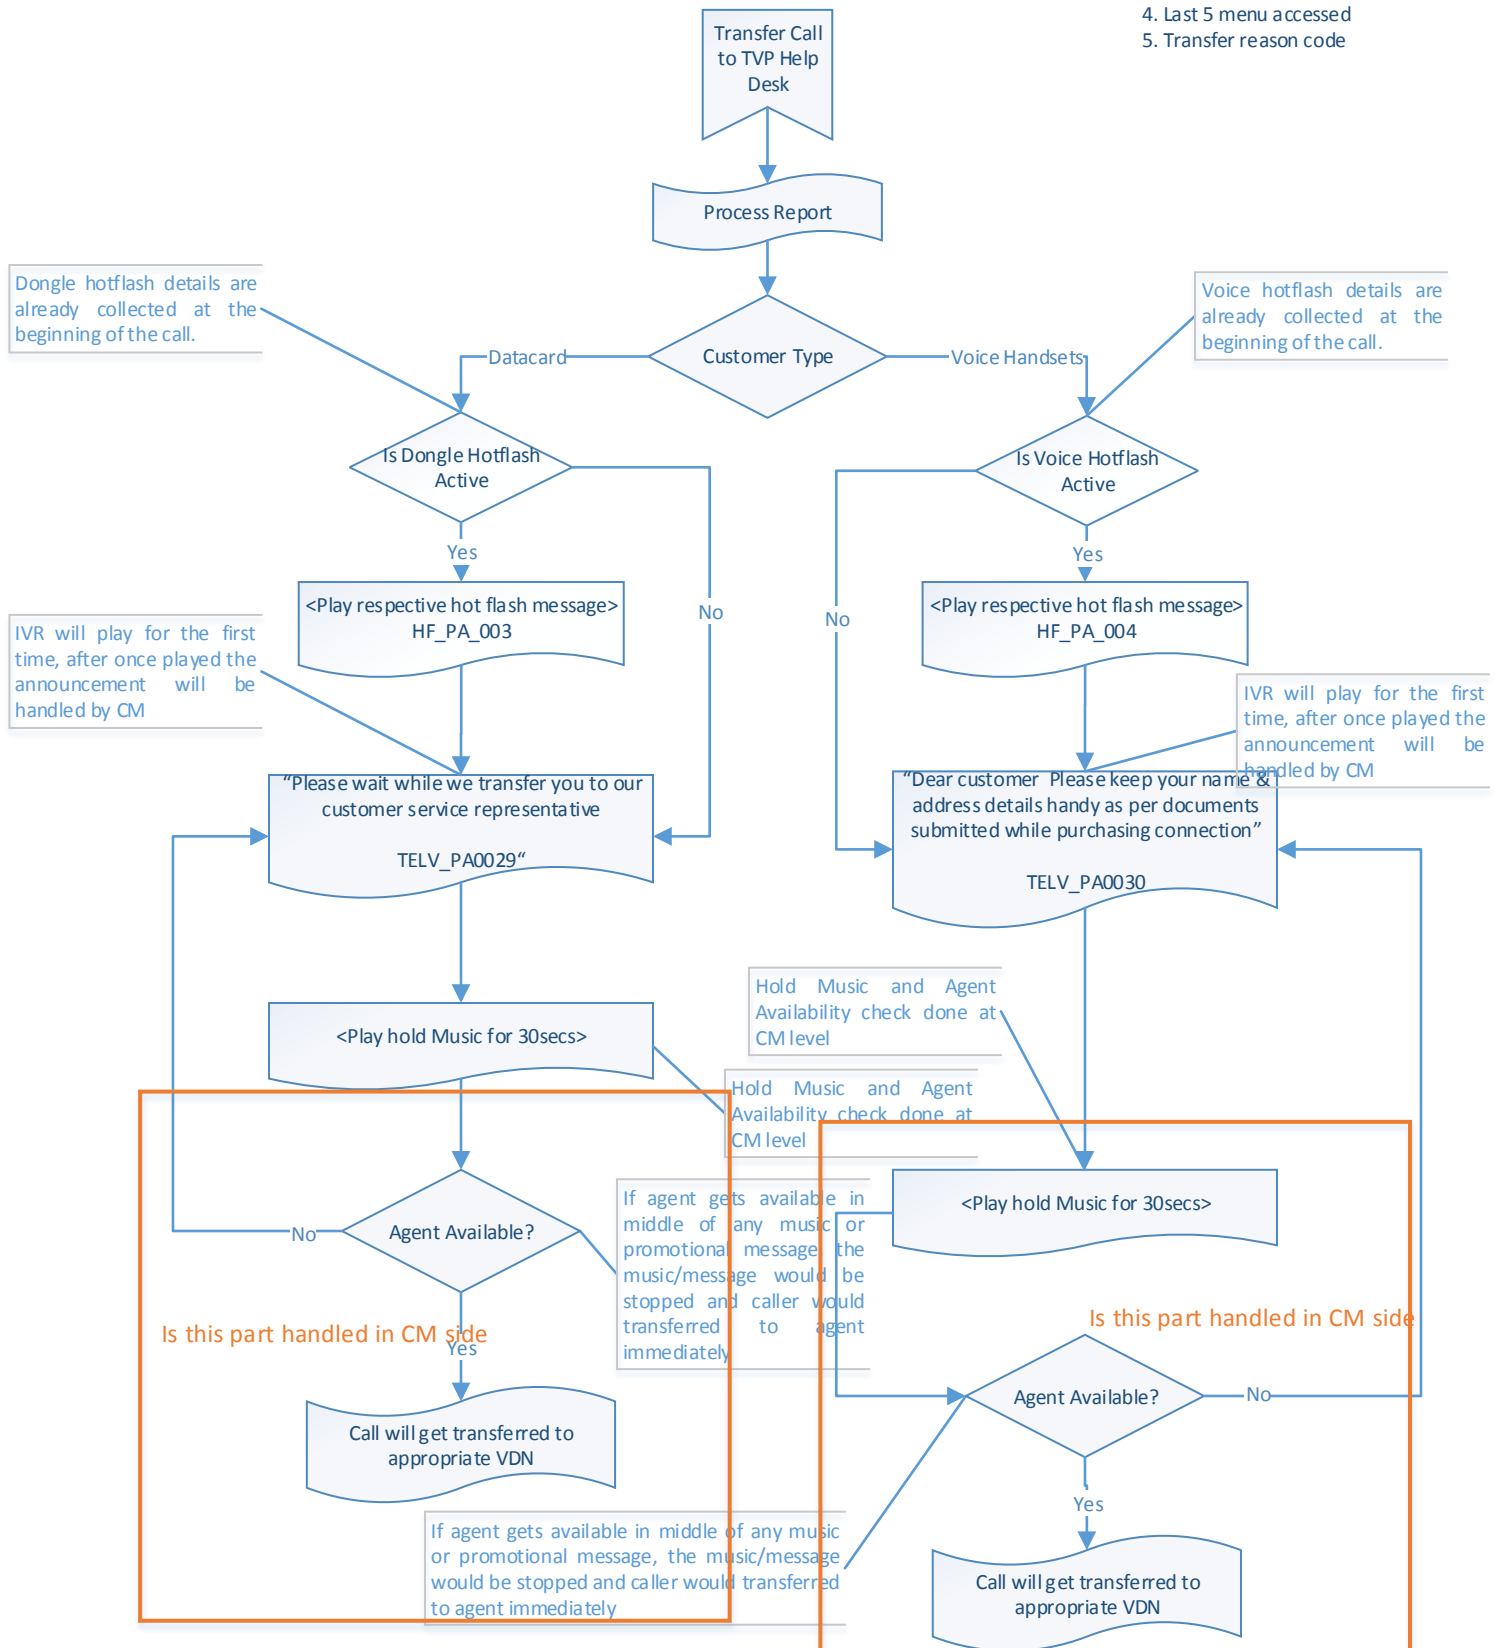 4. Last 5 menu accessed
5. Transfer reason code
Transfer Call
to TVP Help
Desk
Process Report
Dongle hotflash details are
already collected at the
beginning of the call.
Voice hotflash details are
already collected at the
beginning of the call.
Datacard
Customer Type
Voice Handsets
Is Dongle Hotflash
Active
Is Voice Hotflash
Active
Yes
Yes
<Play respective hot flash message>
HF_PA_003
No
No
<Play respective hot flash message>
HF_PA_004
IVR will play for the first
time, after once played the
announcement will be
handled by CM
IVR will play for the first
time, after once played the
announcement will be
handled by CM
“Please wait while we transfer you to our
customer service representative
TELV_PA0029“
“Dear customer Please keep your name &
address details handy as per documents
submitted while purchasing connection”
TELV_PA0030
Hold Music and Agent
Availability check done at
CM level
<Play hold Music for 30secs>
Hold Music and Agent
Availability check done at
CM level
<Play hold Music for 30secs>
If agent gets available in
middle of any music or
promotional message, the
music/message would be
stopped and caller would
transferred to agent
immediately
No
Agent Available?
Is this part handled in CM side
Is this part handled in CM side
Yes
Agent Available?
No
Call will get transferred to
appropriate VDN
Yes
If agent gets available in middle of any music
or promotional message, the music/message
would be stopped and caller would transferred
to agent immediately
Call will get transferred to
appropriate VDN